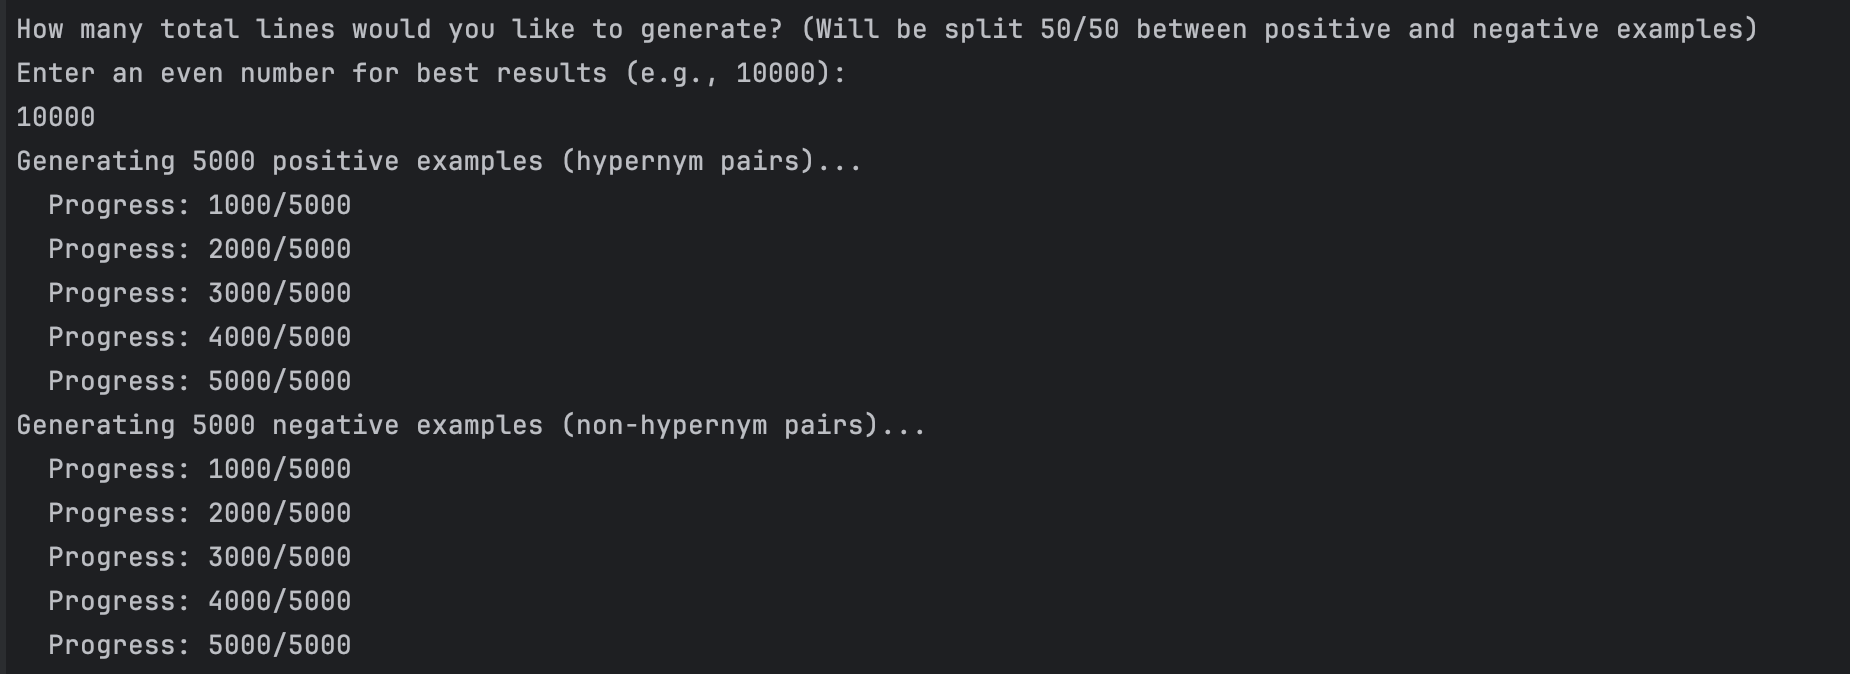 How many total lines would you like to generate? (Will be split 50/50 between positive and negative examples)
Enter an even number for best results (e.g., 10000):
10000
Generating 5000 positive examples (hypernym pairs)...
  Progress: 1000/5000
  Progress: 2000/5000
  Progress: 3000/5000
  Progress: 4000/5000
  Progress: 5000/5000
Generating 5000 negative examples (non-hypernym pairs)...
  Progress: 1000/5000
  Progress: 2000/5000
  Progress: 3000/5000
  Progress: 4000/5000
  Progress: 5000/5000